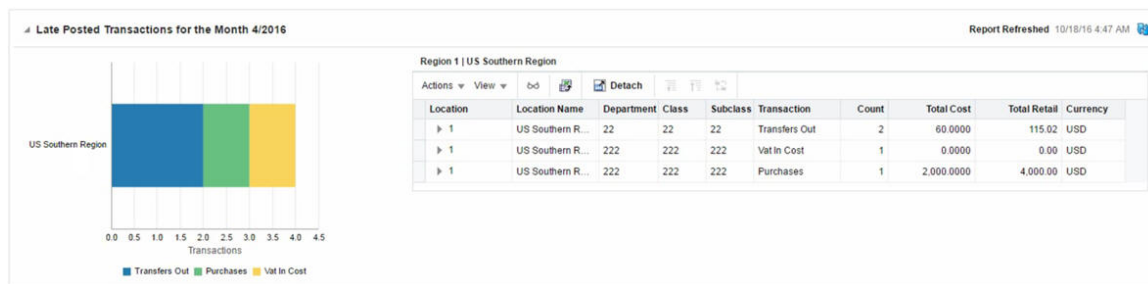 Late Posted Transactions for the Month 4/2016
Report Refreshed 10/18/16 4:47 AM
US Southern Region
0.0 0.5 1.0 1.5 2.0 2.5 3.0 3.5 4.0 4.5
Transactions
Transfers Out Purchases Vat In Cost
Region 1 | US Southern Region
Actions View Detach
Location Location Name Department Class Subclass Transaction Count Total Cost Total Retail Currency
1 US Southern R... 22 22 22 Transfers Out 2 60.0000 115.02 USD
1 US Southern R... 222 222 222 Vat In Cost 1 0.0000 0.00 USD
1 US Southern R... 222 222 222 Purchases 1 2,000.0000 4,000.00 USD